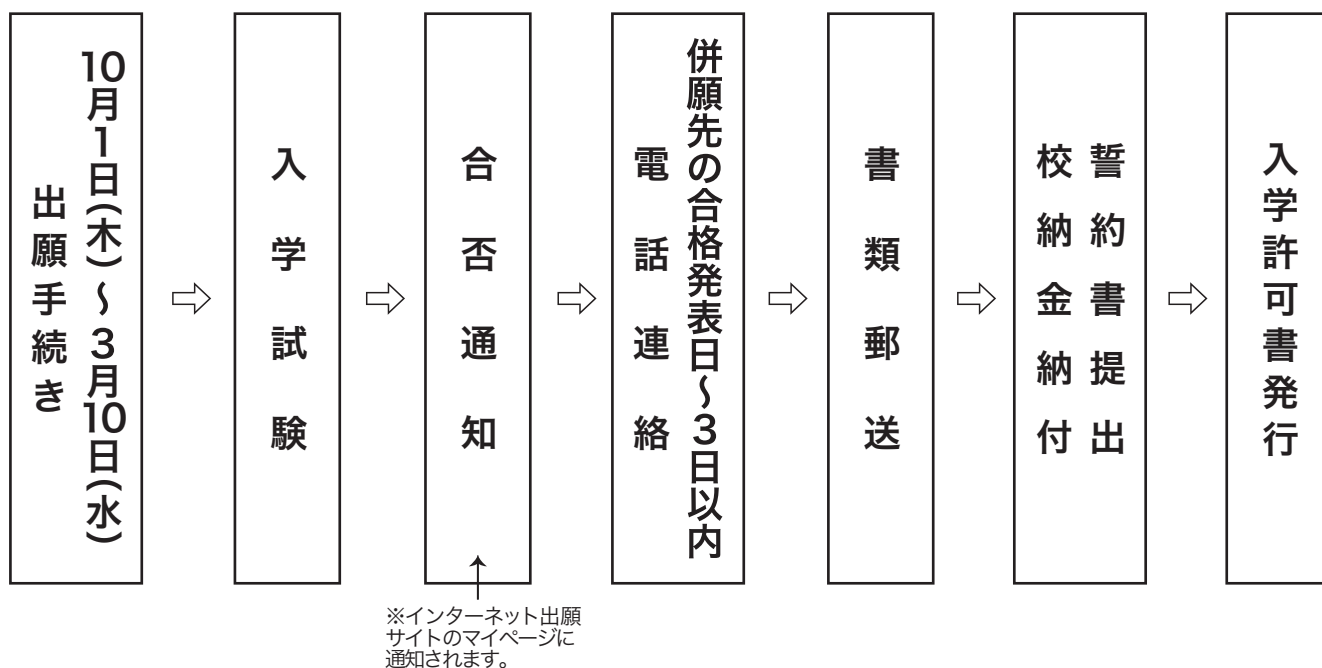 10月1日(木)～3月10日(水)
出願手続き
入学試験
合否通知
併願先の合格発表日～3日以内
電話連絡
書類郵送
誓約書提出
校納金納付
入学許可書発行
※インターネット出願
サイトのマイページに
通知されます。